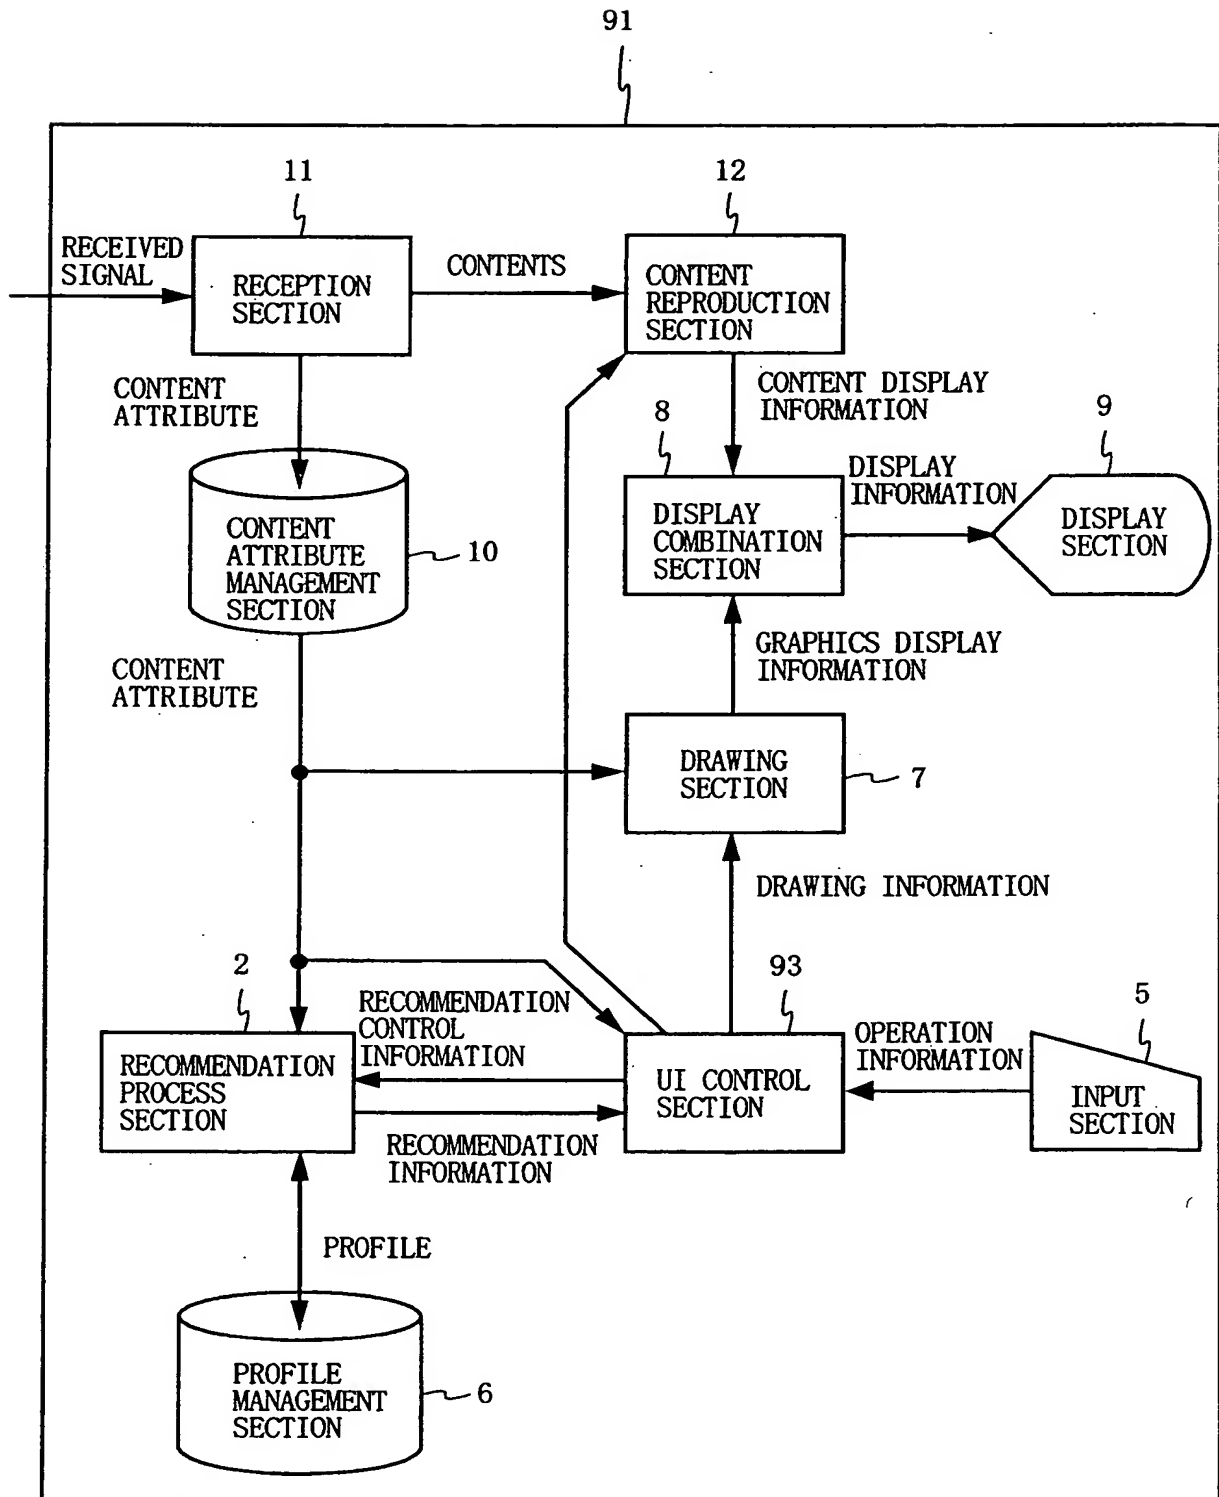 91
11
12
RECEIVED
SIGNAL
RECEPTION
SECTION
CONTENTS
CONTENT
REPRODUCTION
SECTION
CONTENT
ATTRIBUTE
CONTENT DISPLAY
INFORMATION
8
9
CONTENT
ATTRIBUTE
MANAGEMENT
SECTION
10
DISPLAY
COMBINATION
SECTION
DISPLAY
INFORMATION
DISPLAY
SECTION
CONTENT
ATTRIBUTE
GRAPHICS DISPLAY
INFORMATION
DRAWING
SECTION
7
DRAWING INFORMATION
2
93
5
RECOMMENDATION
CONTROL
INFORMATION
OPERATION
INFORMATION
RECOMMENDATION
PROCESS
SECTION
UI CONTROL
SECTION
INPUT
SECTION
RECOMMENDATION
INFORMATION
PROFILE
PROFILE
MANAGEMENT
SECTION
6